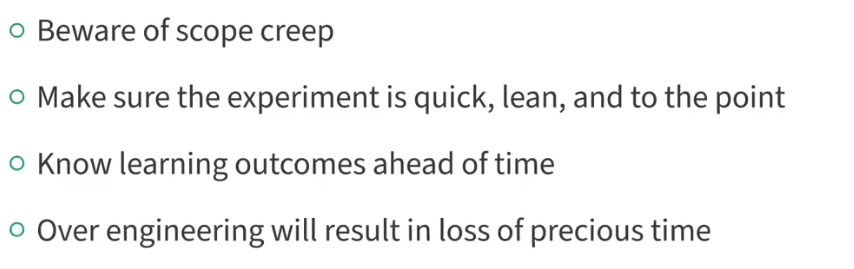 Beware of scope creep
Make sure the experiment is quick, lean, and to the point
Know learning outcomes ahead of time
Over engineering will result in loss of precious time